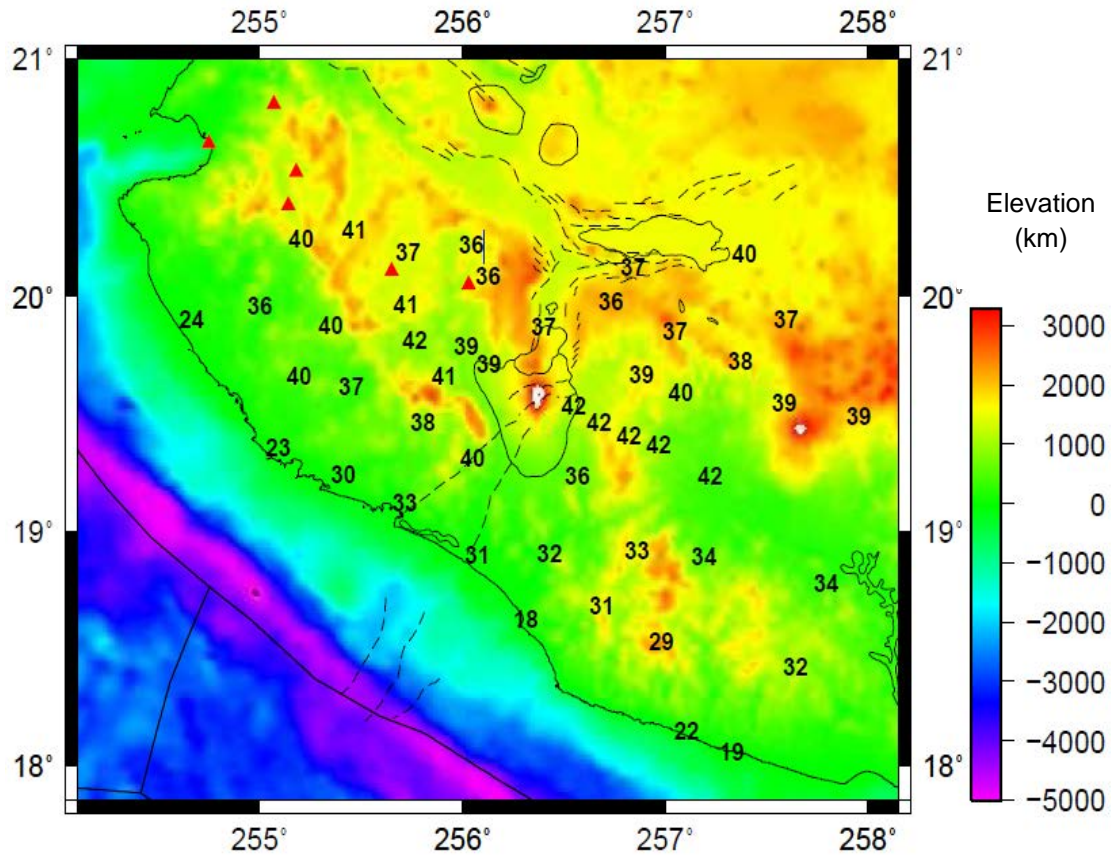 255° 256° 257° 258°
21° 21°
Elevation
(km)
40 41 37 36 40
36 37
36 41 36
24 40 42 37 37 37
39 38
39
40 37 41 39 40
42 39 39
38 42 42 42
23 40
30 36 42
33
31 32 33 34
34
18 31
29 32
22
19
20° 20°
19° 19°
18° 18°
255° 256° 257° 258°
3000
2000
1000
0
−1000
−2000
−3000
−4000
−5000